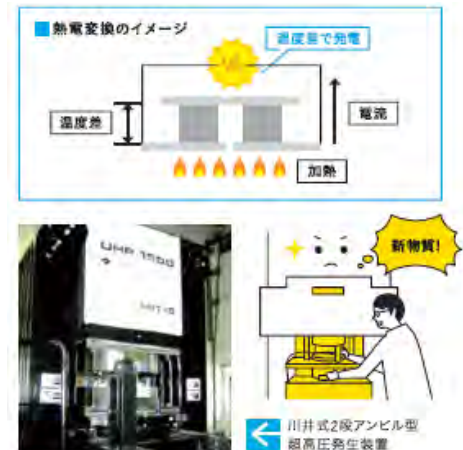 熱電変換のイメージ
温度差で発電
温度差
電流
加熱
UHP 1500
新物質!
川井式2段アンビル型
超高圧発生装置